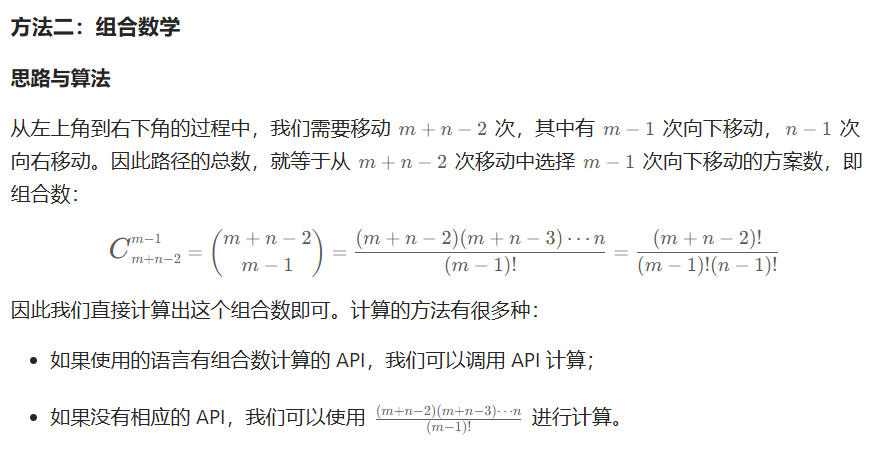 方法二：组合数学
思路与算法
从左上角到右下角的过程中，我们需要移动 m + n − 2 次，其中有 m − 1 次向下移动，n − 1 次
向右移动。因此路径的总数，就等于从 m + n − 2 次移动中选择 m − 1 次向下移动的方案数，即
组合数：
$C_{m+n-2}^{m-1} = \binom{m+n-2}{m-1} = \frac{(m+n-2)(m+n-3)\cdots n}{(m-1)!} = \frac{(m+n-2)!}{(m-1)!(n-1)!}$
因此我们直接计算出这个组合数即可。计算的方法有很多种：
• 如果使用的语言有组合数计算的 API，我们可以调用 API 计算；
• 如果没有相应的 API，我们可以使用 $\frac{(m+n-2)(m+n-3)\cdots n}{(m-1)!}$ 进行计算。